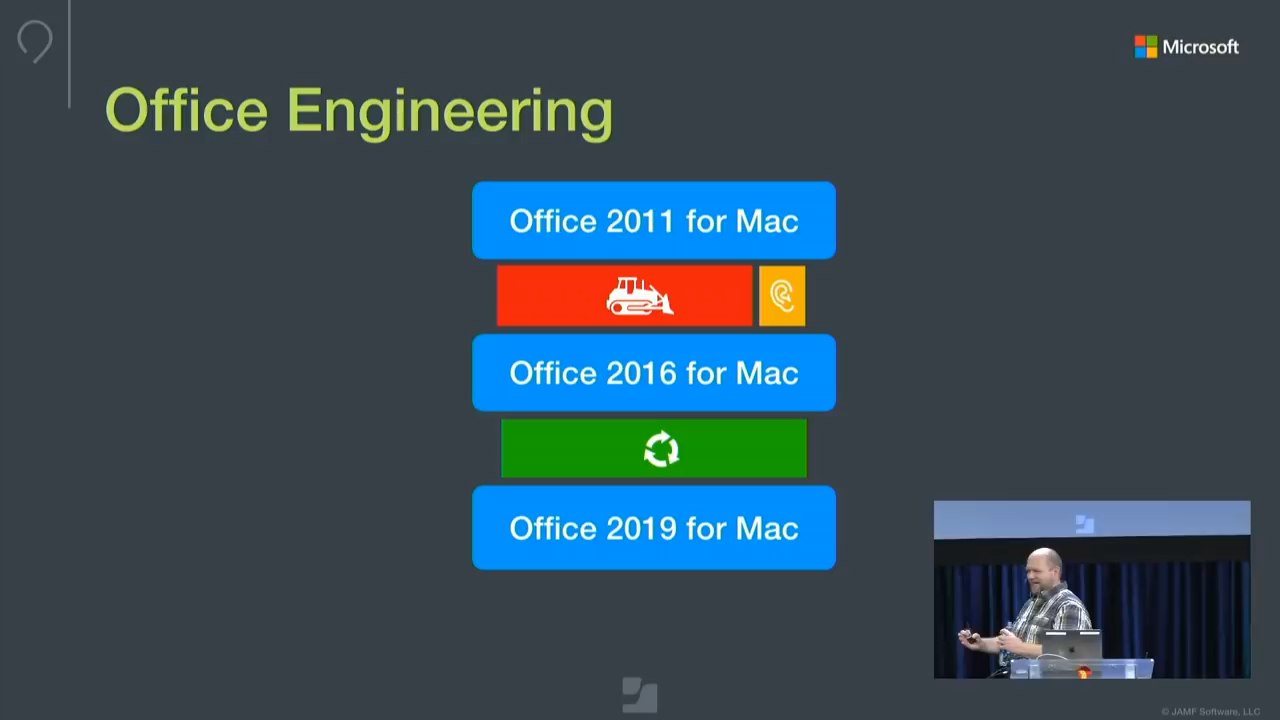 Microsoft
Office Engineering
Office 2011 for Mac
Office 2016 for Mac
Office 2019 for Mac
© JAMF Software, LLC